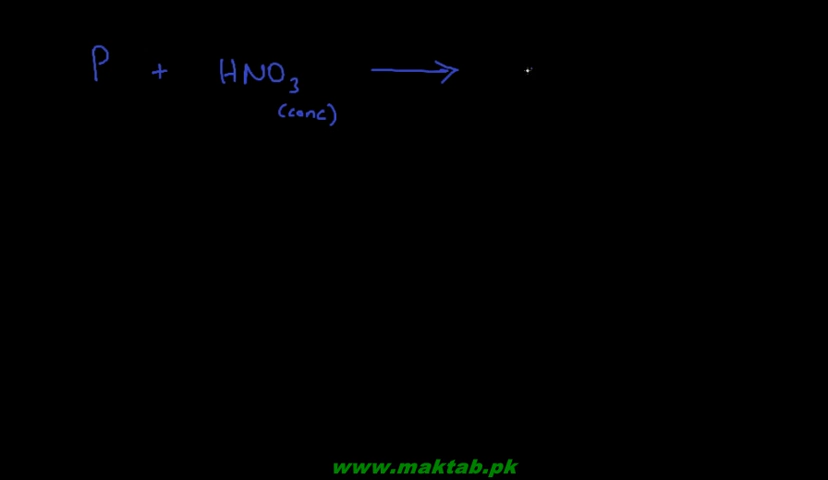 P + HNO3 →
(conc)
www.maktab.pk